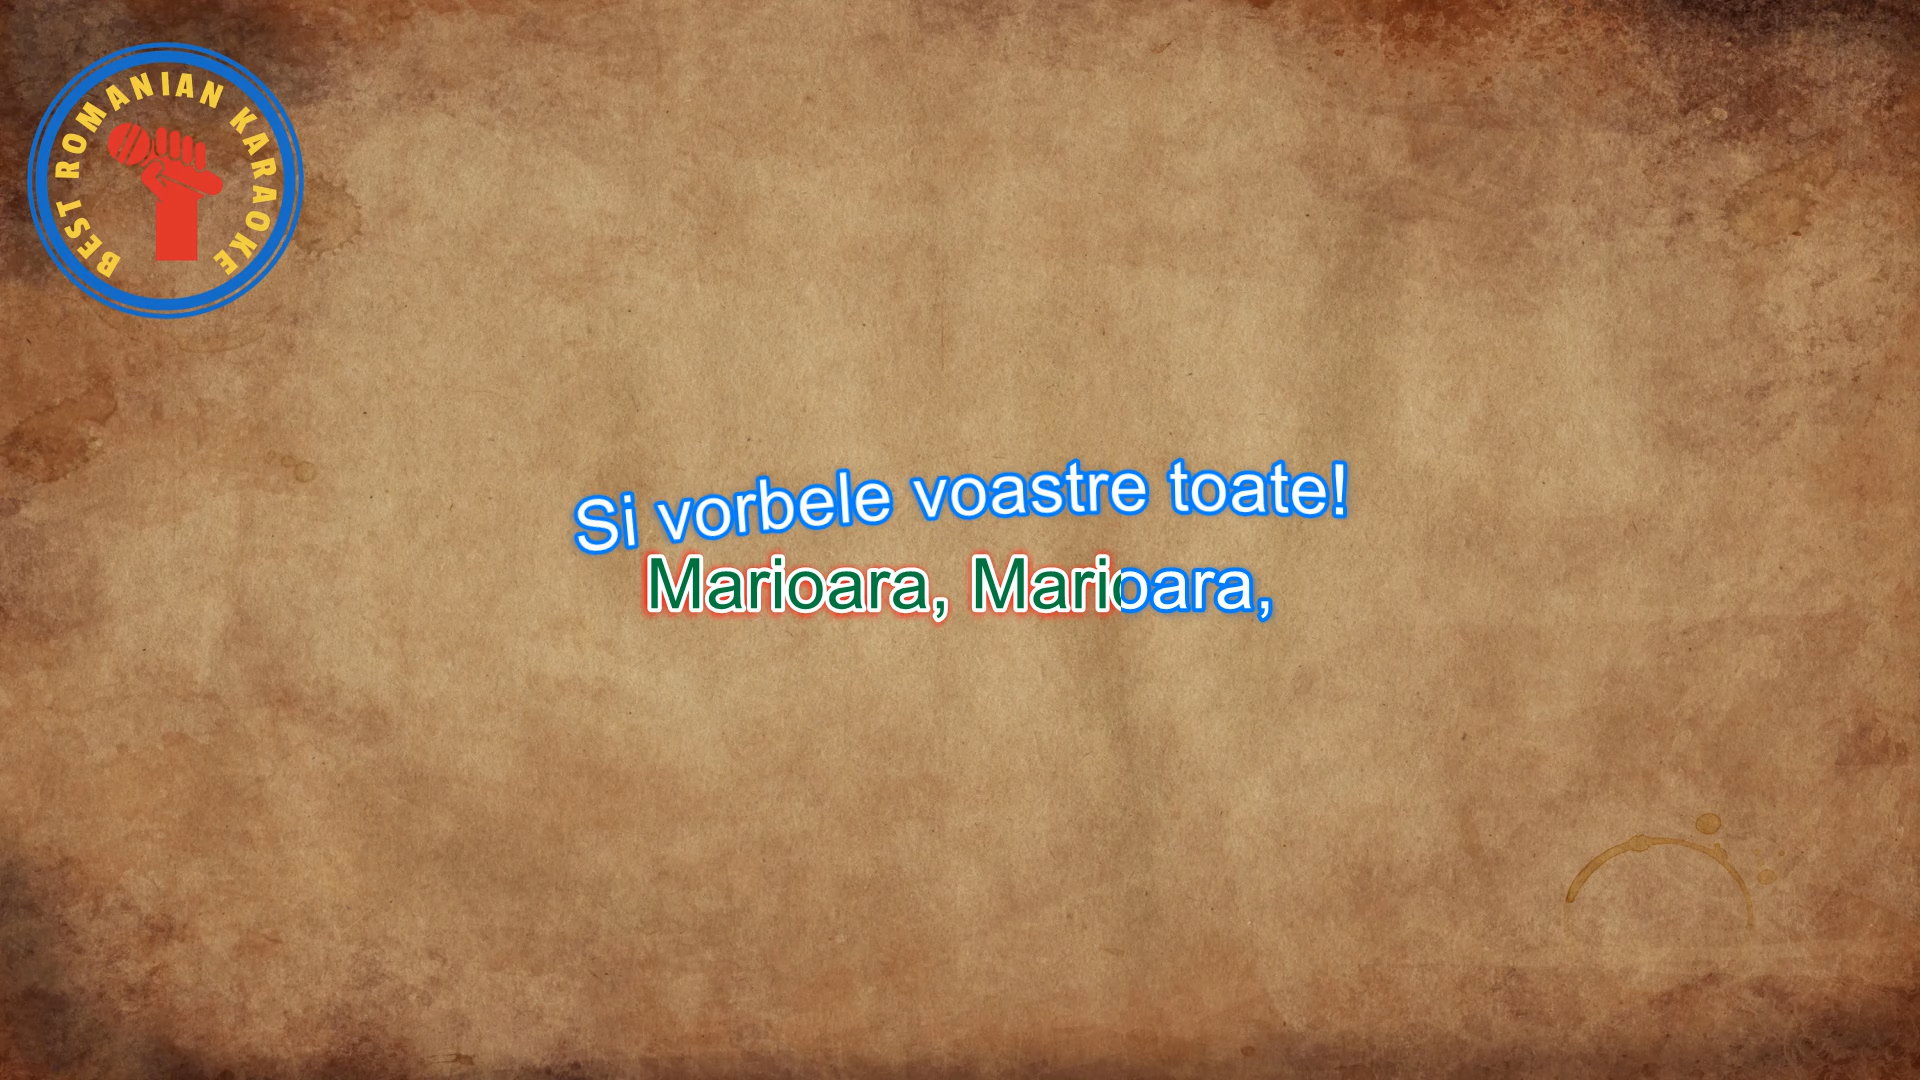 BEST ROMANIAN KARAOKE
Si vorbele voastre toate!
Marioara, Marioara,